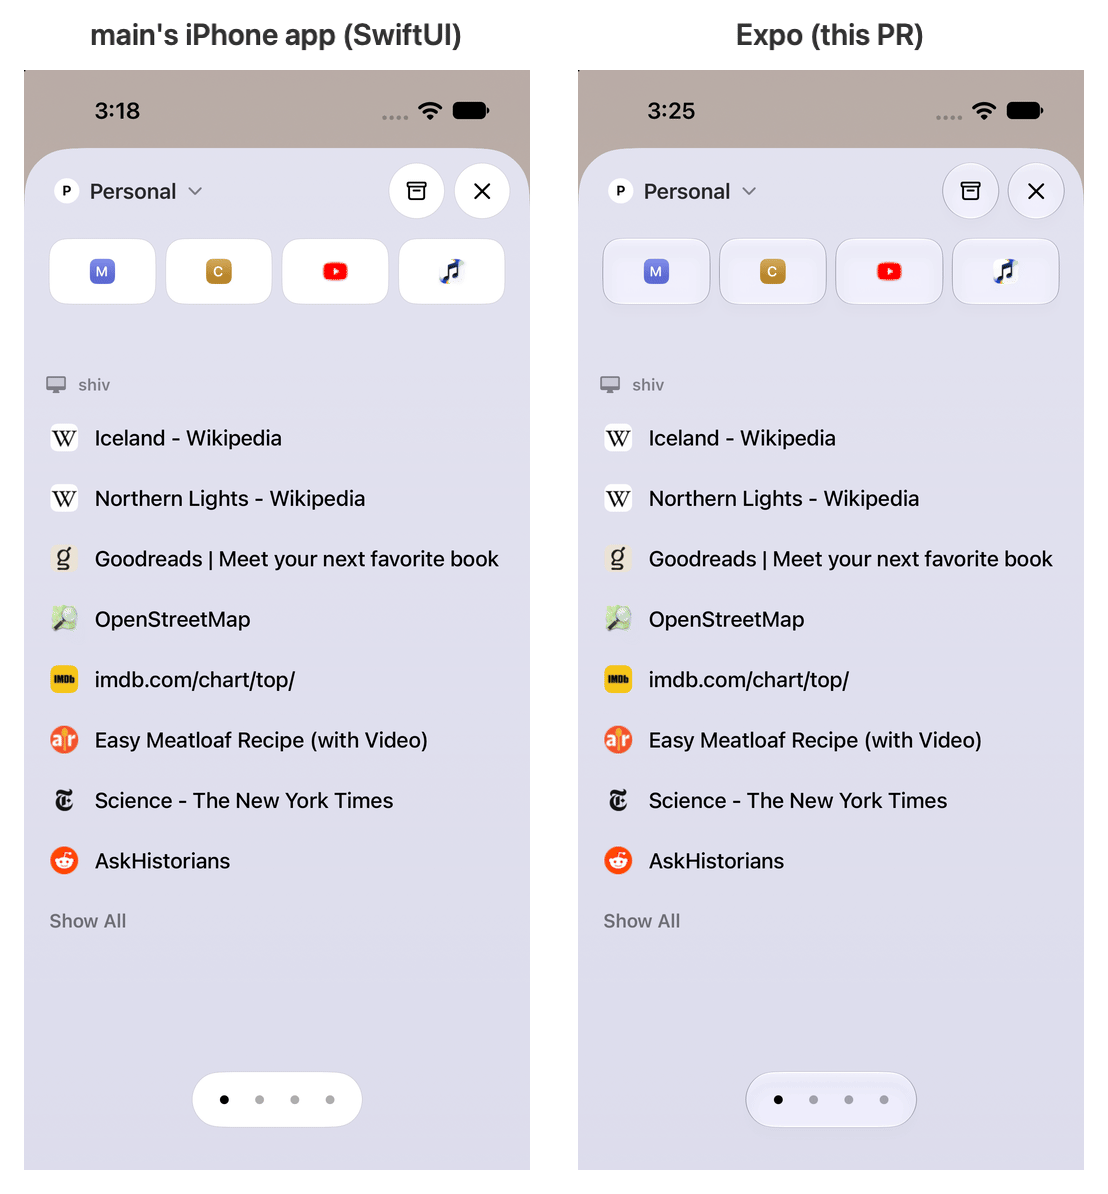 main's iPhone app (SwiftUI)
3:18
P Personal
M C
shiv
W Iceland - Wikipedia
W Northern Lights - Wikipedia
g Goodreads | Meet your next favorite book
OpenStreetMap
IMDb imdb.com/chart/top/
ar Easy Meatloaf Recipe (with Video)
T Science - The New York Times
AskHistorians
Show All
Expo (this PR)
3:25
P Personal
M C
shiv
W Iceland - Wikipedia
W Northern Lights - Wikipedia
g Goodreads | Meet your next favorite book
OpenStreetMap
IMDb imdb.com/chart/top/
ar Easy Meatloaf Recipe (with Video)
T Science - The New York Times
AskHistorians
Show All